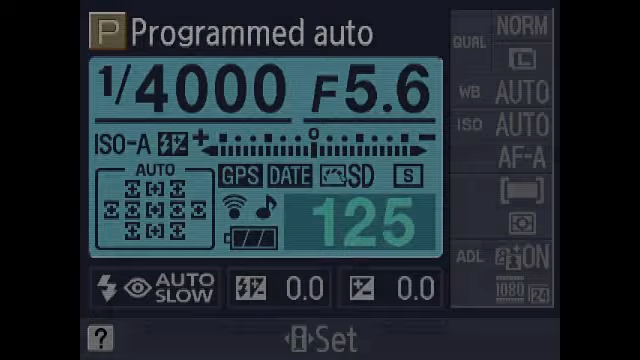 P Programmed auto
1/4000 F5.6
ISO-A + −
AUTO
GPS DATE SD S
125
AUTO
SLOW
0.0
0.0
QUAL NORM
L
WB AUTO
ISO AUTO
AF-A
ADL ON
1080 24
? i Set